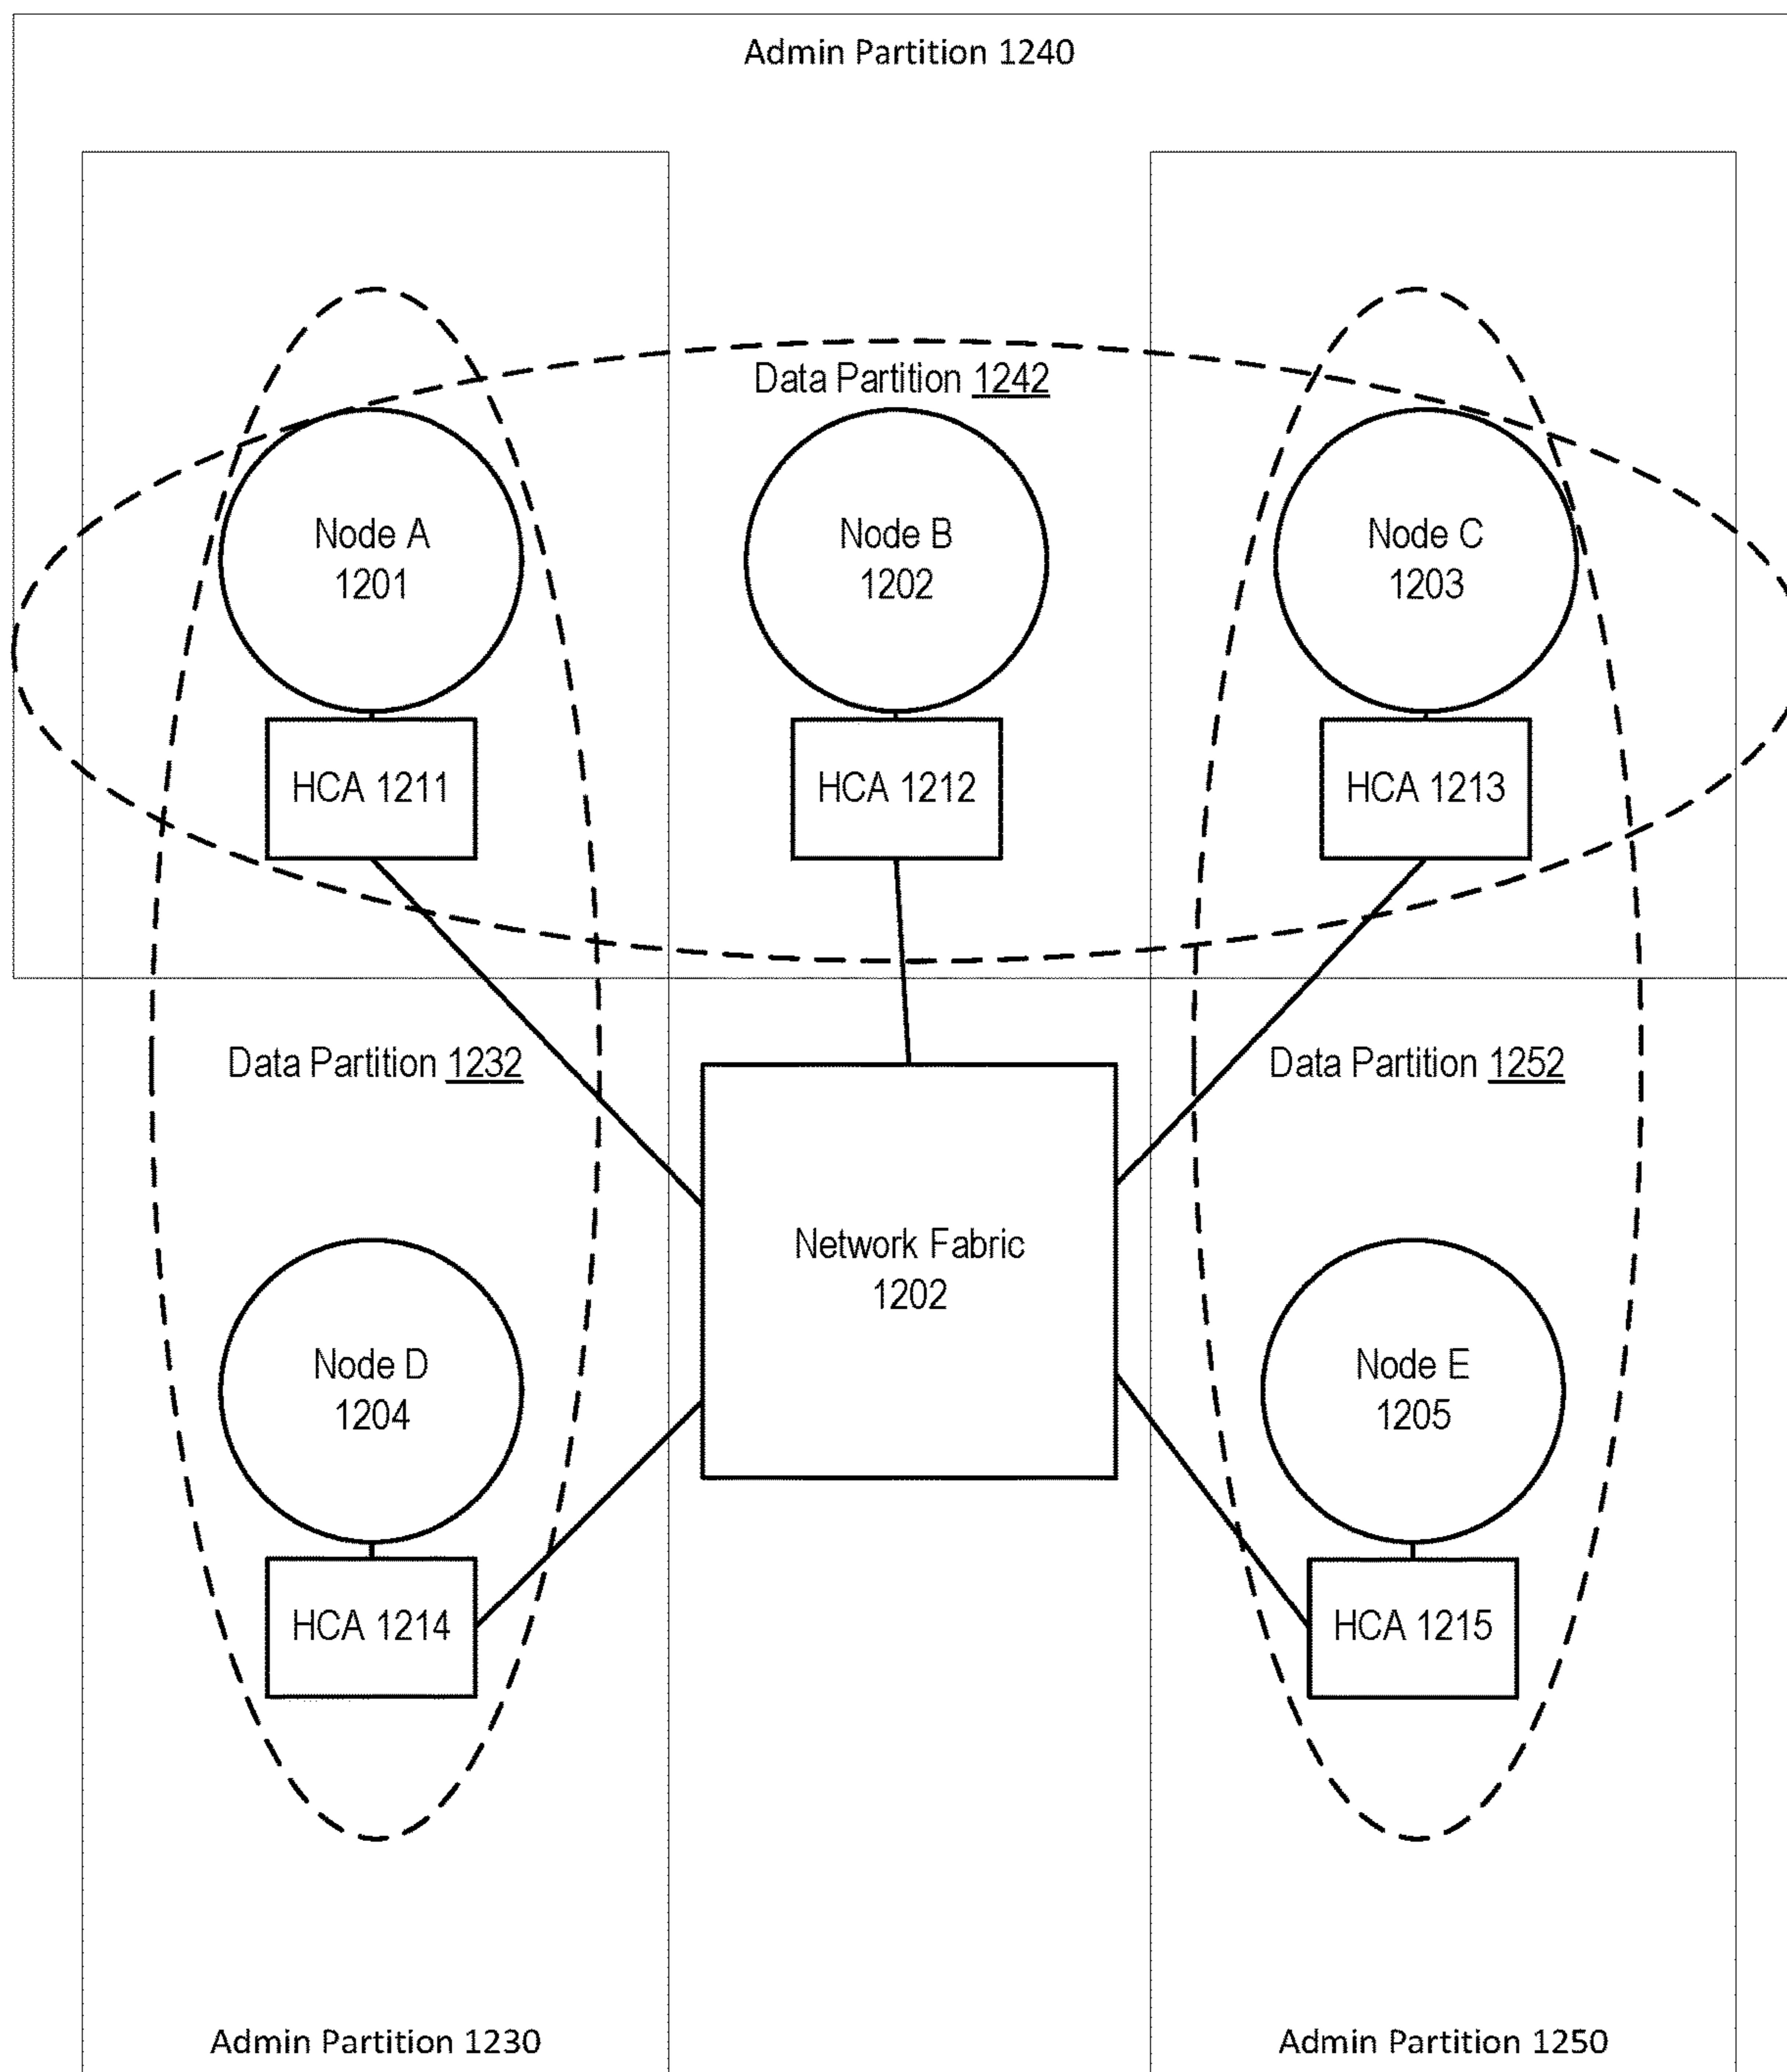 Admin Partition 1240
Data Partition 1242
Node A
1201
Node B
1202
Node C
1203
HCA 1211
HCA 1212
HCA 1213
Data Partition 1232
Data Partition 1252
Network Fabric
1202
Node D
1204
Node E
1205
HCA 1214
HCA 1215
Admin Partition 1230
Admin Partition 1250